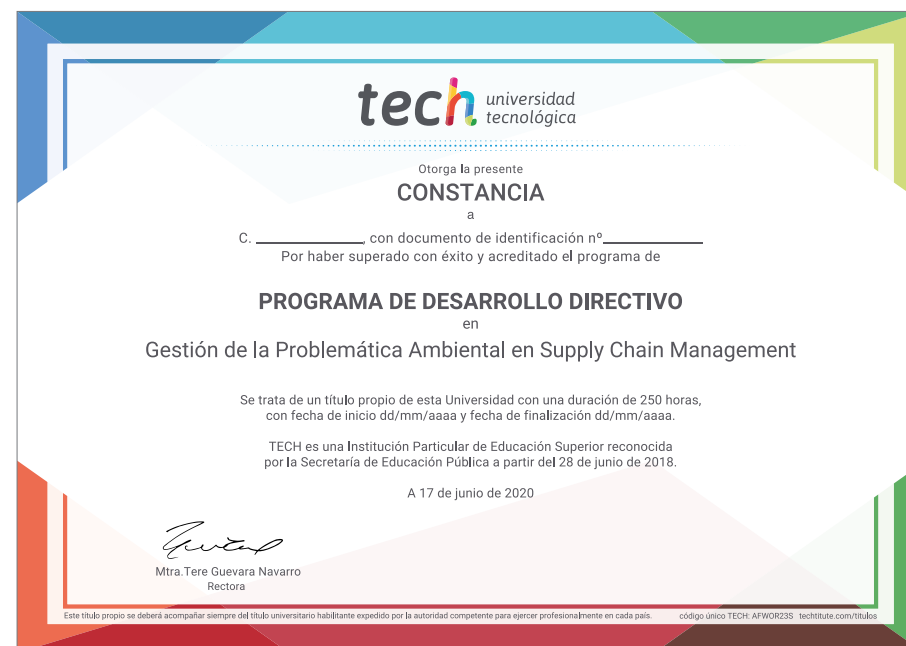 tech universidad
tecnológica
Otorga la presente
CONSTANCIA
a
C. ____________, con documento de identificación nº____________
Por haber superado con éxito y acreditado el programa de
PROGRAMA DE DESARROLLO DIRECTIVO
en
Gestión de la Problemática Ambiental en Supply Chain Management
Se trata de un título propio de esta Universidad con una duración de 250 horas,
con fecha de inicio dd/mm/aaaa y fecha de finalización dd/mm/aaaa.
TECH es una Institución Particular de Educación Superior reconocida
por la Secretaría de Educación Pública a partir del 28 de junio de 2018.
A 17 de junio de 2020
Mtra.Tere Guevara Navarro
Rectora
Este título propio se deberá acompañar siempre del título universitario habilitante expedido por la autoridad competente para ejercer profesionalmente en cada país. código único TECH: AFWOR23S techtitute.com/titulos